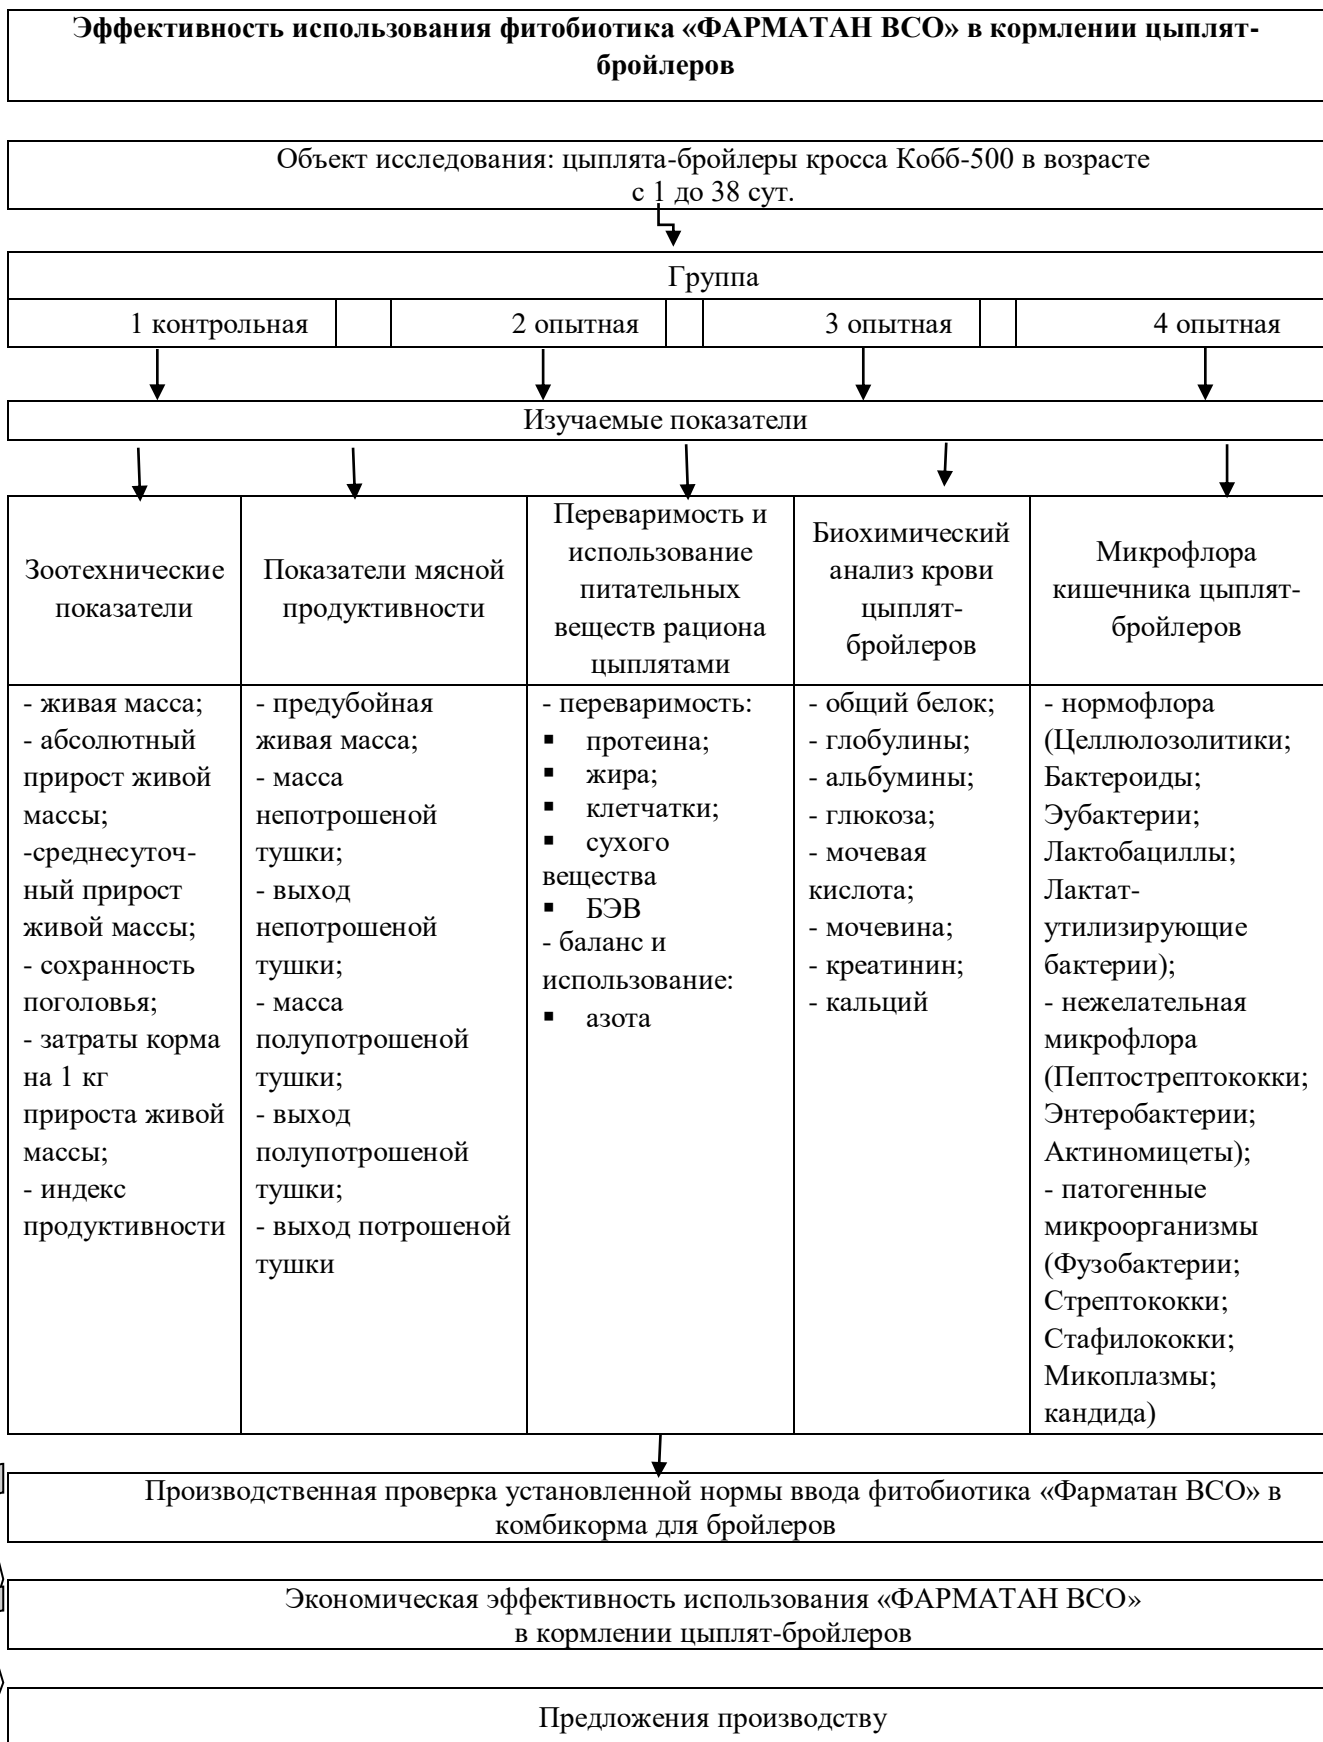 Эффективность использования фитобиотика «ФАРМАТАН ВСО» в кормлении цыплят-
бройлеров
Объект исследования: цыплята-бройлеры кросса Кобб-500 в возрасте
с 1 до 38 сут.
Группа
1 контрольная
2 опытная
3 опытная
4 опытная
Изучаемые показатели
Зоотехнические
показатели
Показатели мясной
продуктивности
Переваримость и
использование
питательных
веществ рациона
цыплятами
Биохимический
анализ крови
цыплят-
бройлеров
Микрофлора
кишечника цыплят-
бройлеров
- живая масса;
- абсолютный
прирост живой
массы;
-среднесуточ-
ный прирост
живой массы;
- сохранность
поголовья;
- затраты корма
на 1 кг
прироста живой
массы;
- индекс
продуктивности
- предубойная
живая масса;
- масса
непотрошеной
тушки;
- выход
непотрошеной
тушки;
- масса
полупотрошеной
тушки;
- выход
полупотрошеной
тушки;
- выход потрошеной
тушки
- переваримость:
▪ протеина;
▪ жира;
▪ клетчатки;
▪ сухого
вещества
▪ БЭВ
- баланс и
использование:
▪ азота
- общий белок;
- глобулины;
- альбумины;
- глюкоза;
- мочевая
кислота;
- мочевина;
- креатинин;
- кальций
- нормофлора
(Целлюлозолитики;
Бактероиды;
Эубактерии;
Лактобациллы;
Лактат-
утилизирующие
бактерии);
- нежелательная
микрофлора
(Пептострептококки;
Энтеробактерии;
Актиномицеты);
- патогенные
микроорганизмы
(Фузобактерии;
Стрептококки;
Стафилококки;
Микоплазмы;
кандида)
Производственная проверка установленной нормы ввода фитобиотика «Фарматан ВСО» в
комбикорма для бройлеров
Экономическая эффективность использования «ФАРМАТАН ВСО»
в кормлении цыплят-бройлеров
Предложения производству